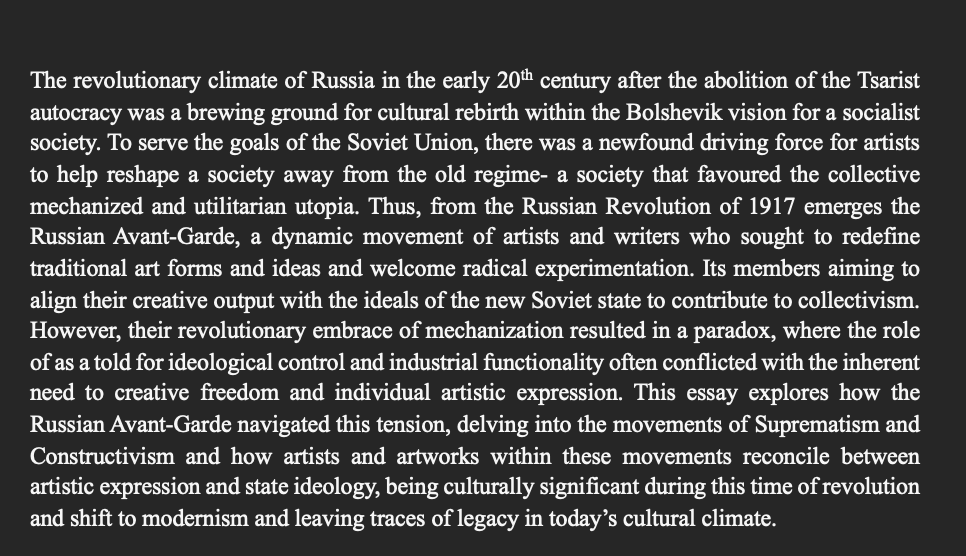 The revolutionary climate of Russia in the early 20th century after the abolition of the Tsarist
autocracy was a brewing ground for cultural rebirth within the Bolshevik vision for a socialist
society. To serve the goals of the Soviet Union, there was a newfound driving force for artists
to help reshape a society away from the old regime- a society that favoured the collective
mechanized and utilitarian utopia. Thus, from the Russian Revolution of 1917 emerges the
Russian Avant-Garde, a dynamic movement of artists and writers who sought to redefine
traditional art forms and ideas and welcome radical experimentation. Its members aiming to
align their creative output with the ideals of the new Soviet state to contribute to collectivism.
However, their revolutionary embrace of mechanization resulted in a paradox, where the role
of as a told for ideological control and industrial functionality often conflicted with the inherent
need to creative freedom and individual artistic expression. This essay explores how the
Russian Avant-Garde navigated this tension, delving into the movements of Suprematism and
Constructivism and how artists and artworks within these movements reconcile between
artistic expression and state ideology, being culturally significant during this time of revolution
and shift to modernism and leaving traces of legacy in today’s cultural climate.